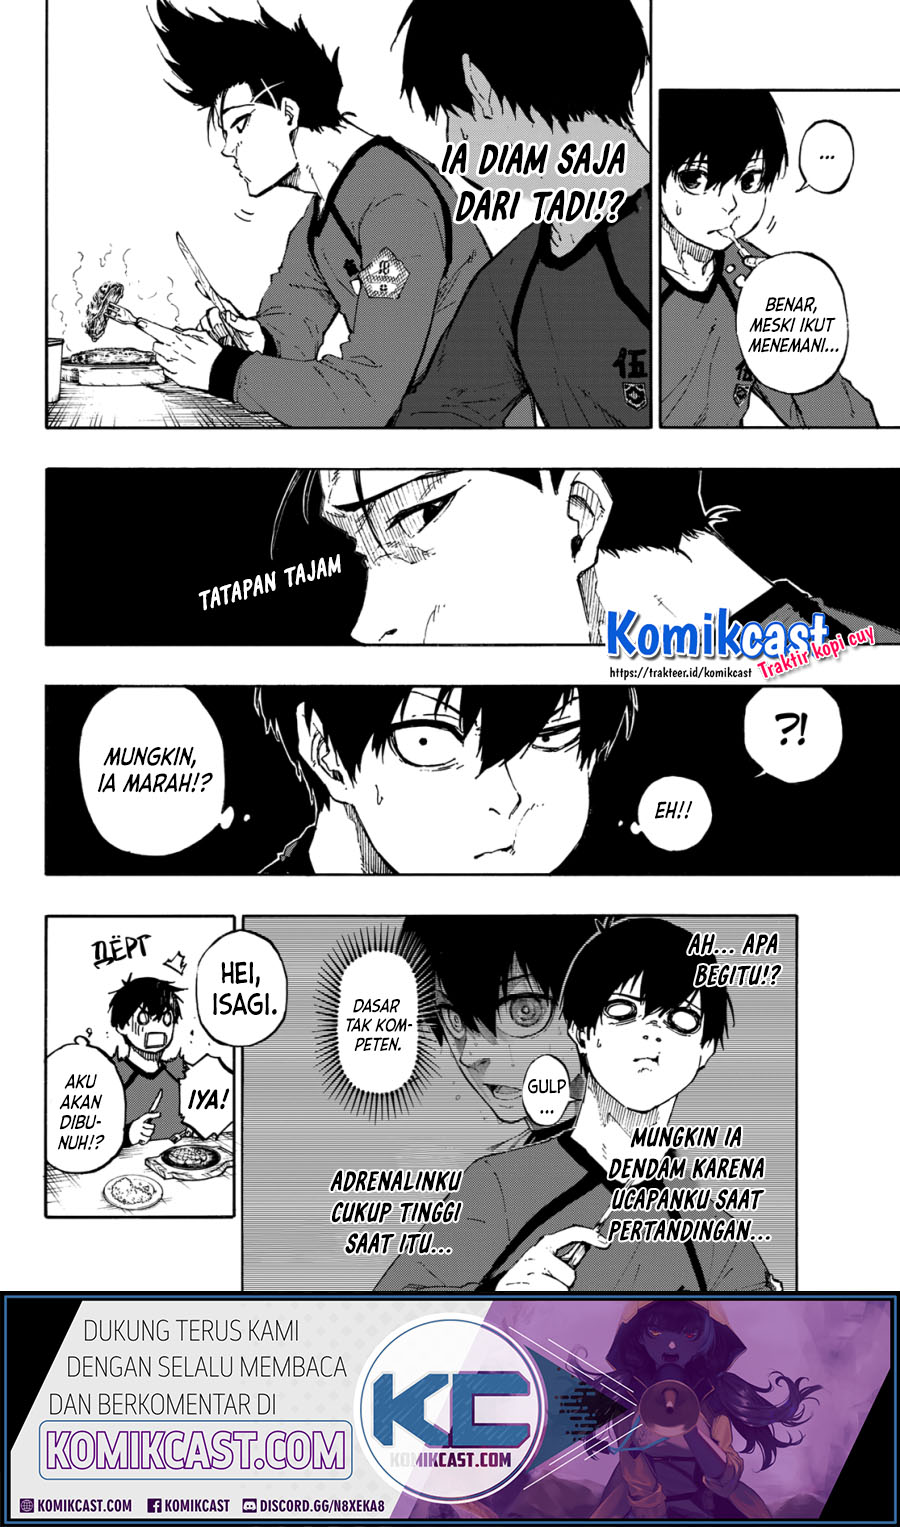 ...
BENAR,
MESKI IKUT
MENEMANI...
IA DIAM SAJA
DARI TADI!?
伍
TATAPAN TAJAM
Komikcast
Traktir kopi cuy
https://trakteer.id/komikcast
?!
EH!!
MUNGKIN,
IA MARAH!?
AH... APA
BEGITU!?
MUNGKIN IA
DENDAM KARENA
UCAPANKU SAAT
PERTANDINGAN...
GULP
...
DASAR
TAK KOM-
PETEN.
ADRENALINKU
CUKUP TINGGI
SAAT ITU...
HEI,
ISAGI.
ДЁРГ
IYA!
AKU
AKAN
DIBU-
NUH!?
DUKUNG TERUS KAMI
DENGAN SELALU MEMBACA
DAN BERKOMENTAR DI
KOMIKCAST.COM
KC
KOMIKCAST.COM
KOMIKCAST.COM KOMIKCAST DISCORD.GG/N8XEKA8